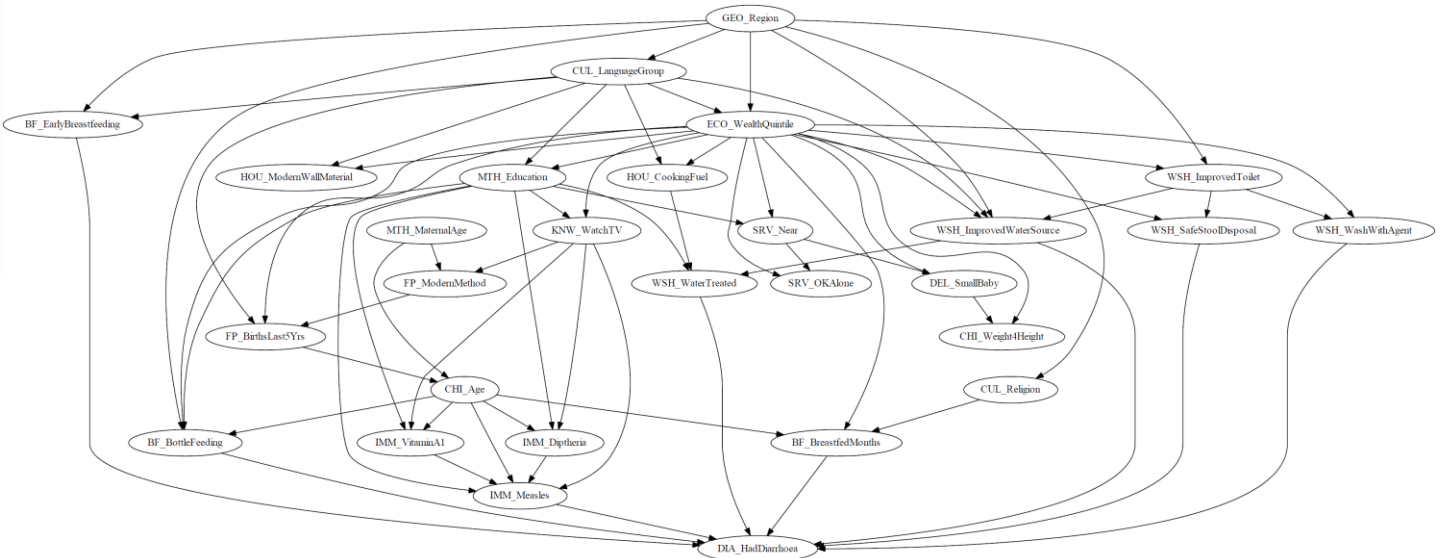 GEO_Region
CUL_LanguageGroup
BF_EarlyBreastfeeding
ECO_WealthQuintile
HOU_ModernWallMaterial
MTH_Education
HOU_CookingFuel
WSH_ImprovedToilet
MTH_MaternalAge
KNW_WatchTV
SRV_Near
WSH_ImprovedWaterSource
WSH_SafeStoolDisposal
WSH_WashWithAgent
FP_ModernMethod
WSH_WaterTreated
SRV_OKAlone
DEL_SmallBaby
FP_BirthsLast5Yrs
CHI_Weight4Height
CHI_Age
CUL_Religion
BF_BottleFeeding
IMM_VitaminA1
IMM_Diptheria
BF_BreastfedMonths
IMM_Measles
DIA_HadDiarrhoea